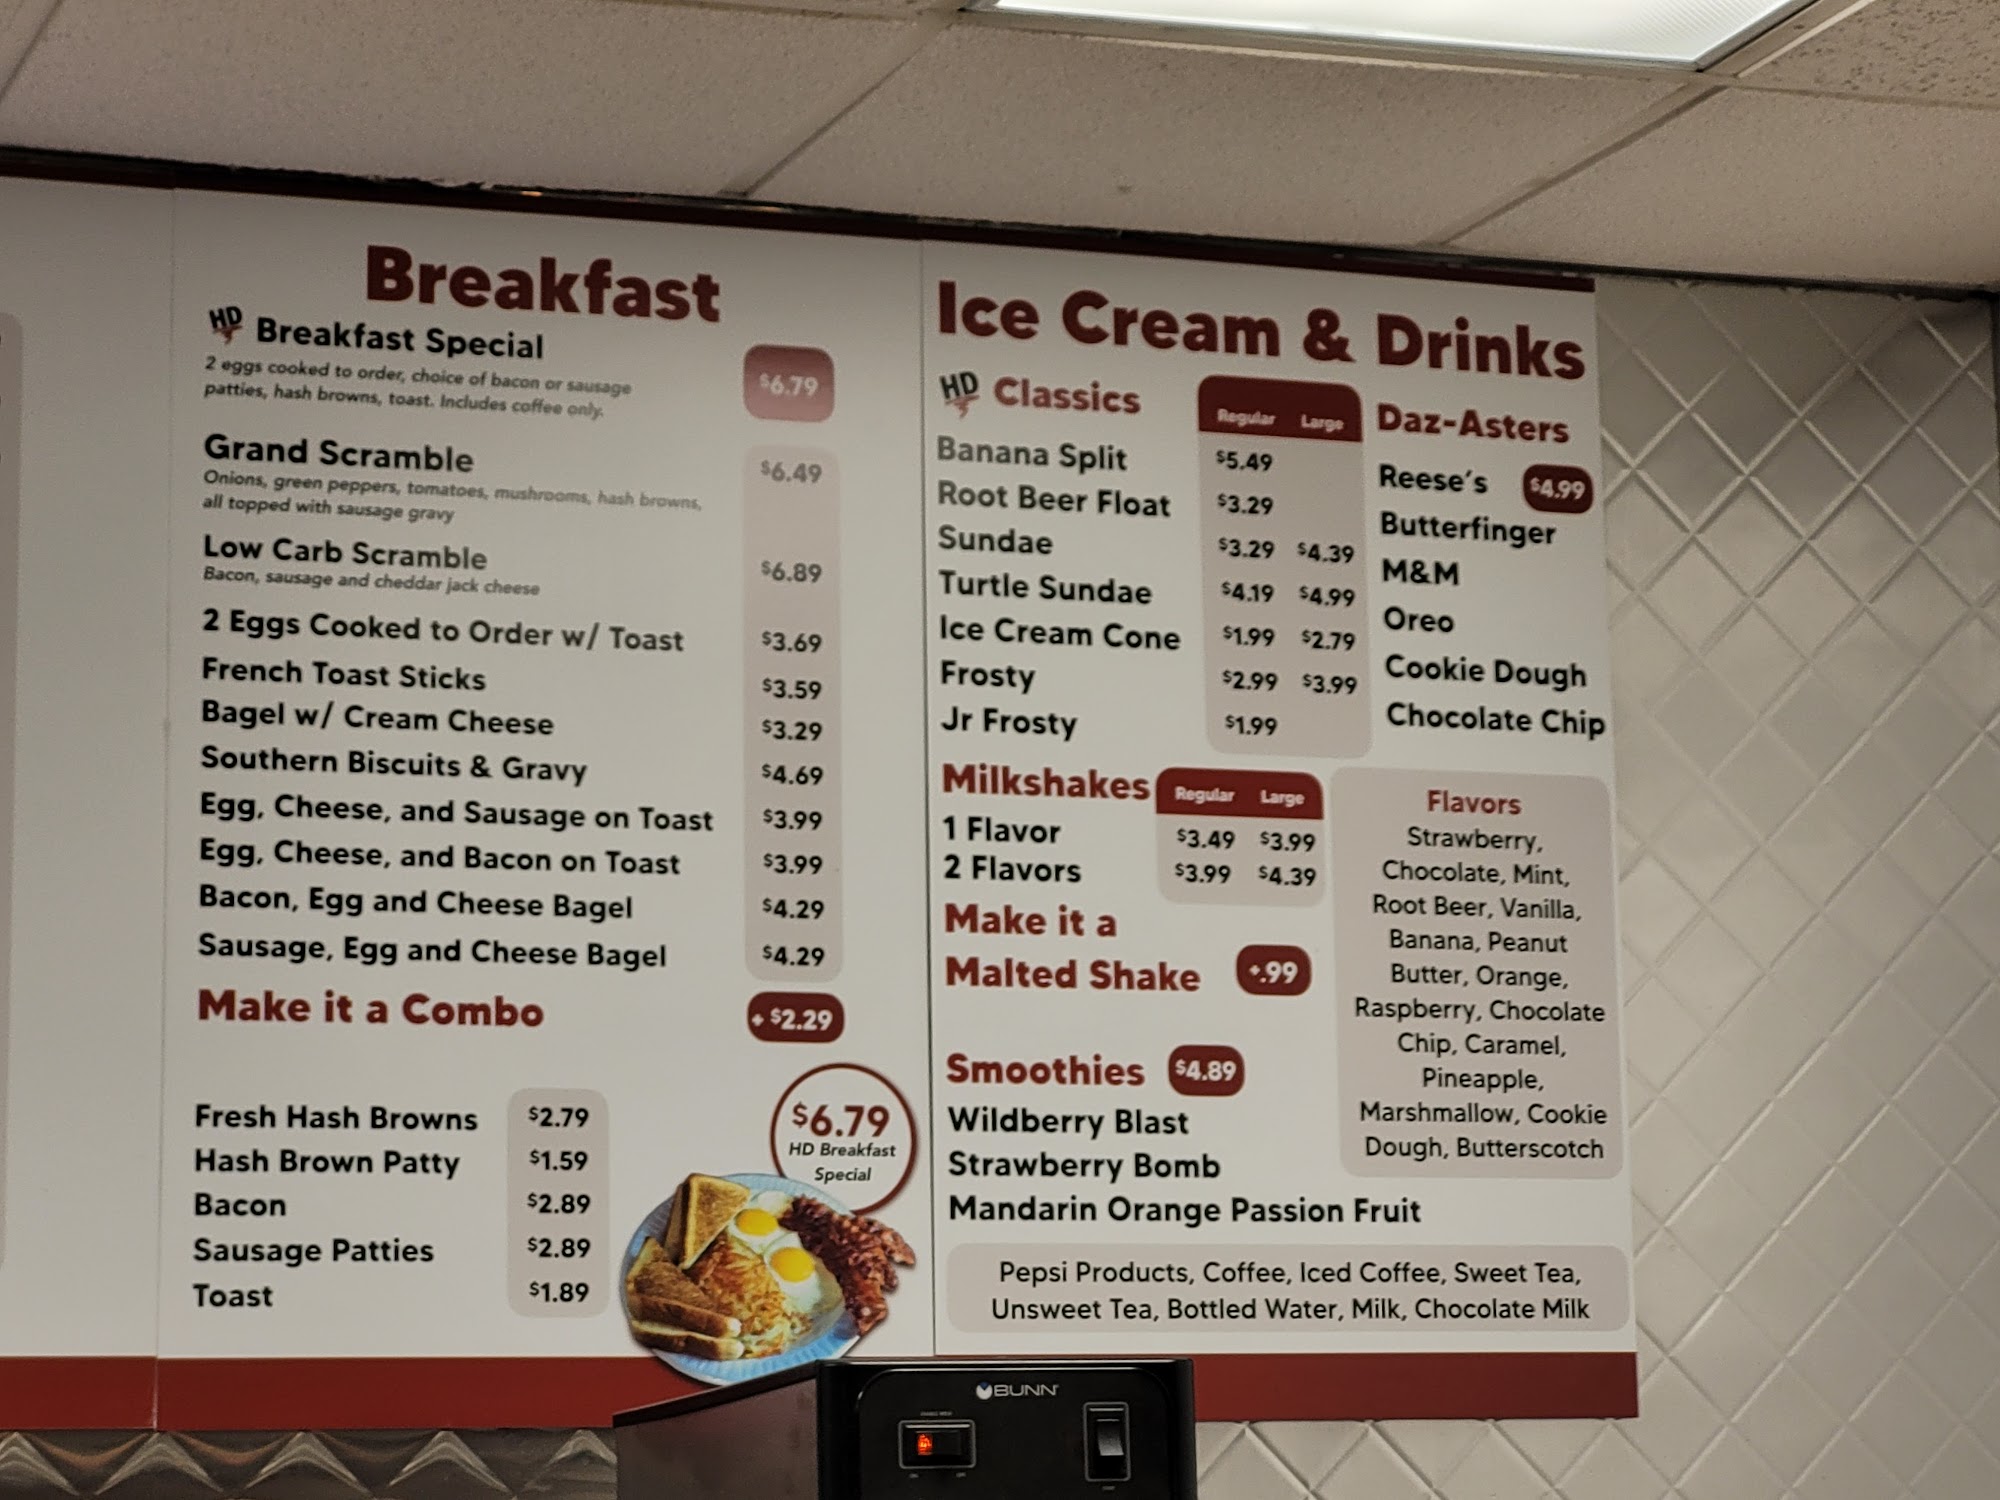 Breakfast
HD Breakfast Special
2 eggs cooked to order, choice of bacon or sausage
patties, hash browns, toast. Includes coffee only.
$6.79
Grand Scramble $6.49
Onions, green peppers, tomatoes, mushrooms, hash browns,
all topped with sausage gravy
Low Carb Scramble $6.89
Bacon, sausage and cheddar jack cheese
2 Eggs Cooked to Order w/ Toast $3.69
French Toast Sticks $3.59
Bagel w/ Cream Cheese $3.29
Southern Biscuits & Gravy $4.69
Egg, Cheese, and Sausage on Toast $3.99
Egg, Cheese, and Bacon on Toast $3.99
Bacon, Egg and Cheese Bagel $4.29
Sausage, Egg and Cheese Bagel $4.29
Make it a Combo + $2.29
Fresh Hash Browns $2.79
Hash Brown Patty $1.59
Bacon $2.89
Sausage Patties $2.89
Toast $1.89
$6.79
HD Breakfast
Special
Ice Cream & Drinks
HD Classics Regular Large
Banana Split $5.49
Root Beer Float $3.29
Sundae $3.29 $4.39
Turtle Sundae $4.19 $4.99
Ice Cream Cone $1.99 $2.79
Frosty $2.99 $3.99
Jr Frosty $1.99
Daz-Asters
Reese's $4.99
Butterfinger
M&M
Oreo
Cookie Dough
Chocolate Chip
Milkshakes Regular Large
1 Flavor $3.49 $3.99
2 Flavors $3.99 $4.39
Make it a
Malted Shake +.99
Flavors
Strawberry,
Chocolate, Mint,
Root Beer, Vanilla,
Banana, Peanut
Butter, Orange,
Raspberry, Chocolate
Chip, Caramel,
Pineapple,
Marshmallow, Cookie
Dough, Butterscotch
Smoothies $4.89
Wildberry Blast
Strawberry Bomb
Mandarin Orange Passion Fruit
Pepsi Products, Coffee, Iced Coffee, Sweet Tea,
Unsweet Tea, Bottled Water, Milk, Chocolate Milk
BUNN